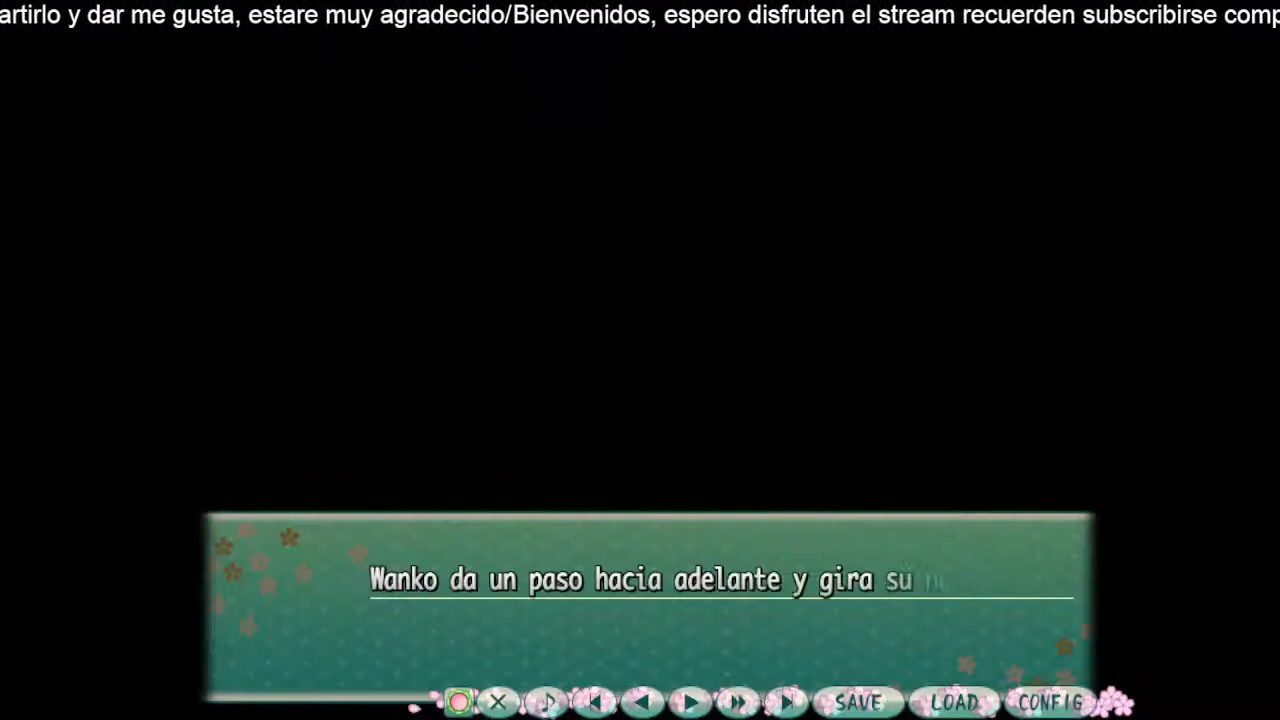 artirlo y dar me gusta, estare muy agradecido/Bienvenidos, espero disfruten el stream recuerden subscribirse comp
Wanko da un paso hacia adelante y gira su
SAVE LOAD CONFIG